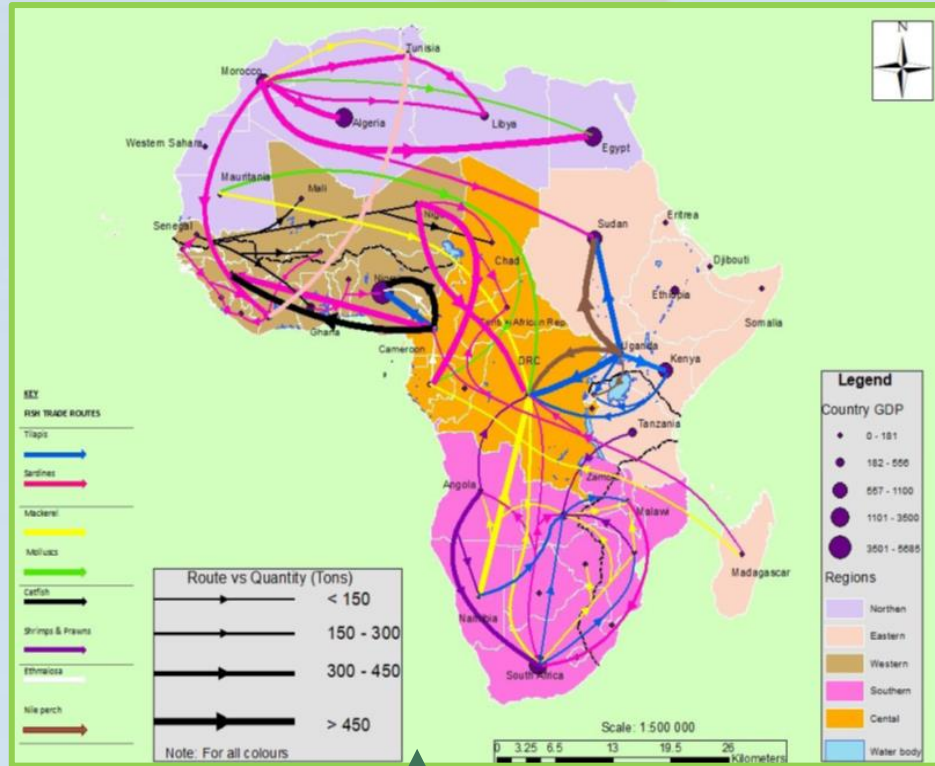 N
Tunisia
Morocco
Algeria
Libya
Egypt
Western Sahara
Mauritania
Mali
Senegal
Sudan
Eritrea
Chad
Djibouti
Ethiopia
Somalia
Ghana
Cameroon
DRC
Uganda
Kenya
Tanzania
Angola
Malawi
Madagascar
Namibia
South Africa
KEY
FISH TRADE ROUTES
Tilapia
Sardines
Mackerel
Molluscs
Catfish
Shrimps & Prawns
Ethmalosa
Nile perch
Route vs Quantity (Tons)
< 150
150 - 300
300 - 450
> 450
Note: For all colours
Legend
Country GDP
0 - 181
182 - 556
557 - 1100
1101 - 3500
3501 - 5685
Regions
Northen
Eastern
Western
Southern
Cental
Water body
Scale: 1:500 000
0 3.25 6.5 13 19.5 26
Kilometers